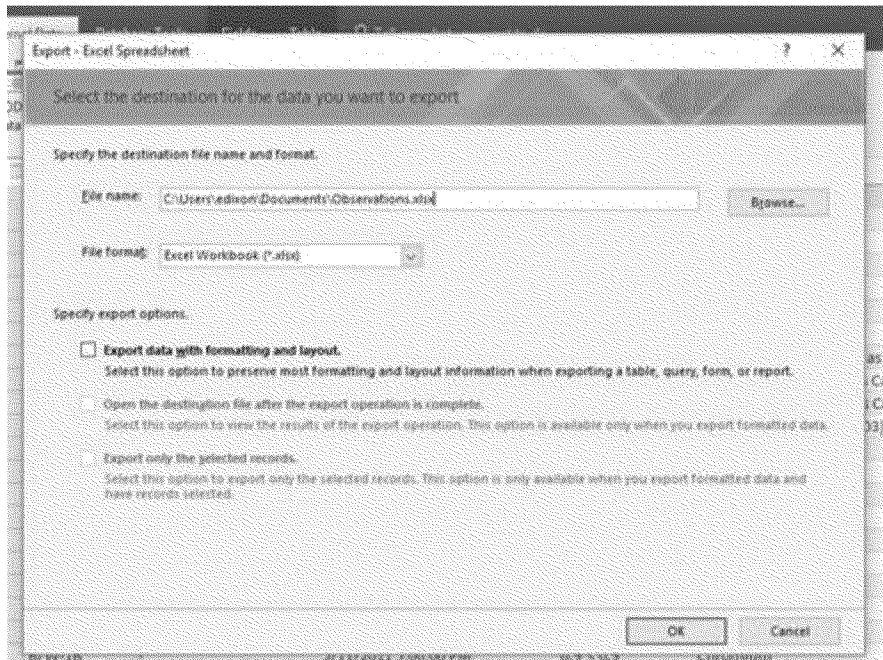 Export - Excel Spreadsheet ?
Select the destination for the data you want to export
Specify the destination file name and format.
File name: C:\Users\edixon\Documents\Observations.xlsx Browse...
File format: Excel Workbook (*.xlsx)
Specify export options.
Export data with formatting and layout.
Select this option to preserve most formatting and layout information when exporting a table, query, form, or report.
Open the destination file after the export operation is complete.
Select this option to view the results of the export operation. This option is available only when you export formatted data.
Export only the selected records.
Select this option to export only the selected records. This option is only available when you export formatted data and
have records selected.
OK Cancel